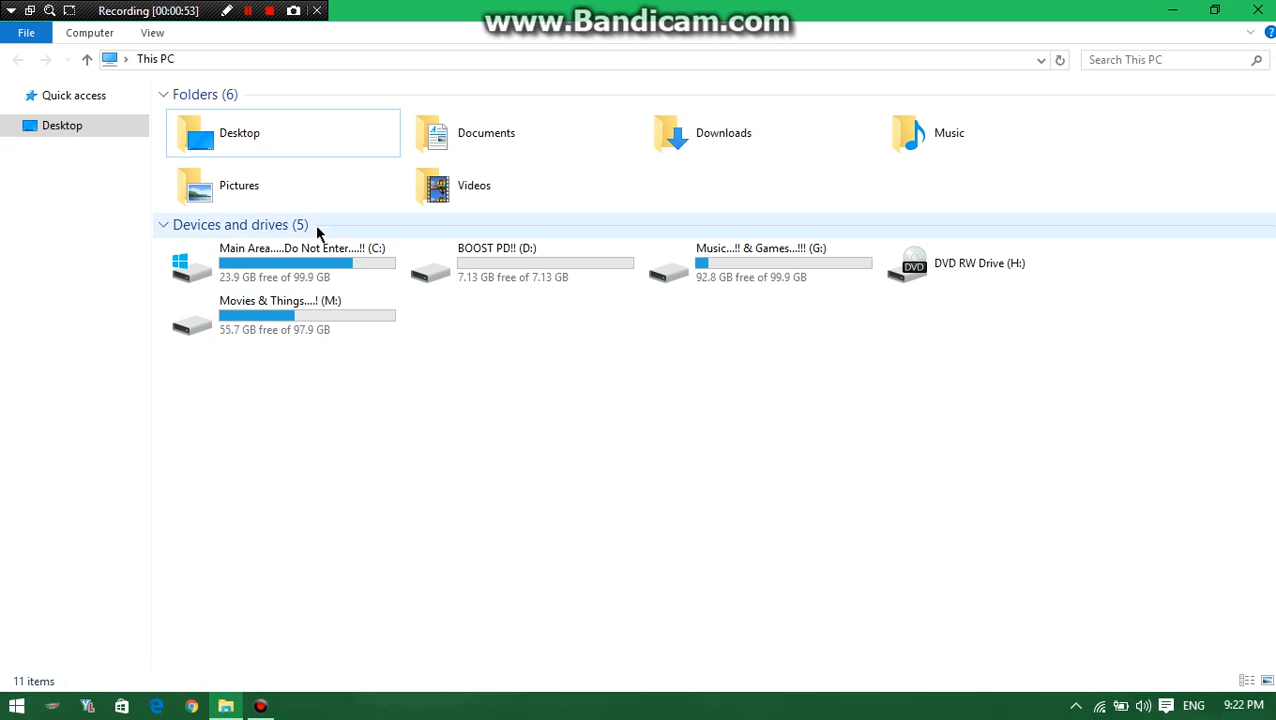 Recording [00:00:53]
www.Bandicam.com
File Computer View
This PC
Search This PC
Quick access
Desktop
Folders (6)
Desktop
Documents
Downloads
Music
Pictures
Videos
Devices and drives (5)
Main Area.....Do Not Enter....!! (C:)
23.9 GB free of 99.9 GB
BOOST PD!! (D:)
7.13 GB free of 7.13 GB
Music...!! & Games...!!! (G:)
92.8 GB free of 99.9 GB
DVD
DVD RW Drive (H:)
Movies & Things....! (M:)
55.7 GB free of 97.9 GB
11 items
ENG
9:22 PM